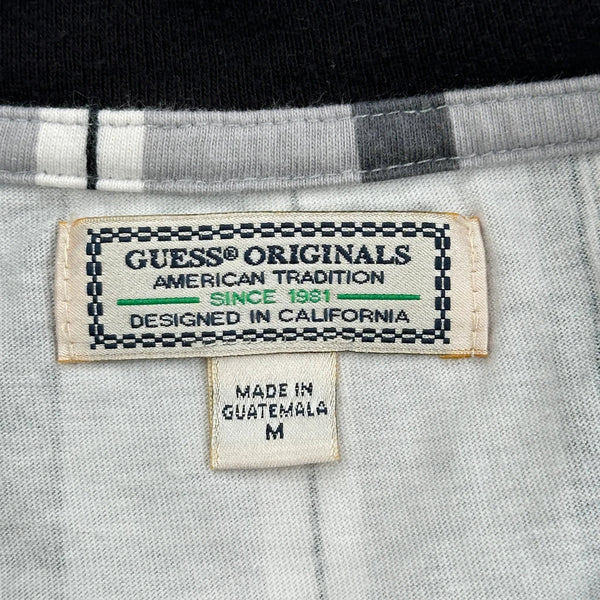 GUESS® ORIGINALS
AMERICAN TRADITION
SINCE 1981
DESIGNED IN CALIFORNIA
MADE IN
GUATEMALA
M